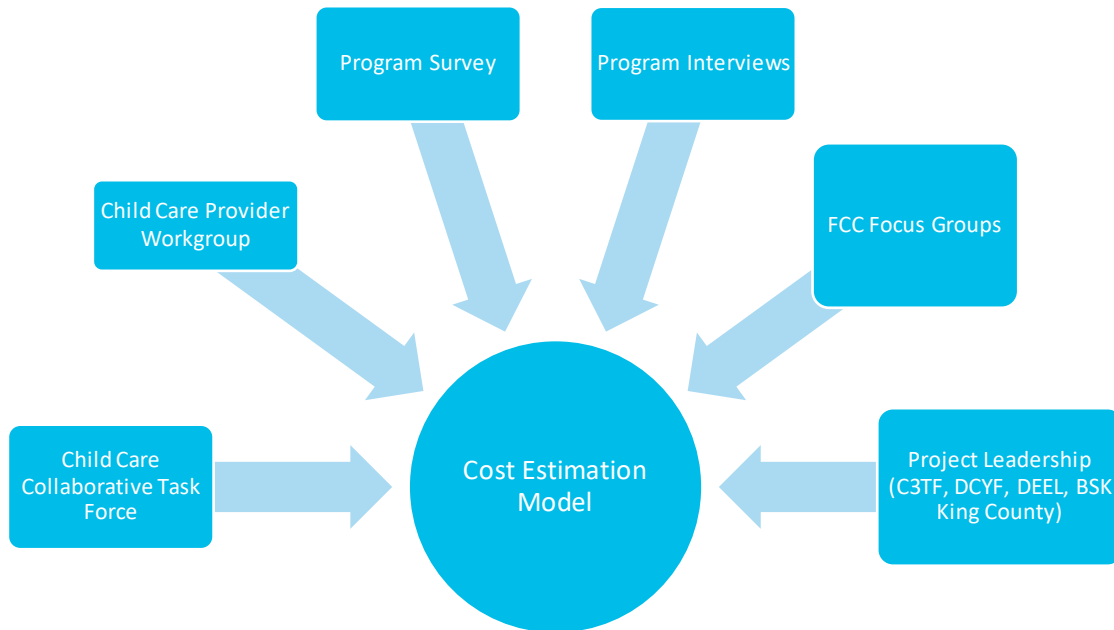 Program Survey
Program Interviews
Child Care Provider
Workgroup
FCC Focus Groups
Child Care
Collaborative Task
Force
Cost Estimation
Model
Project Leadership
(C3TF, DCYF, DEEL, BSK
King County)